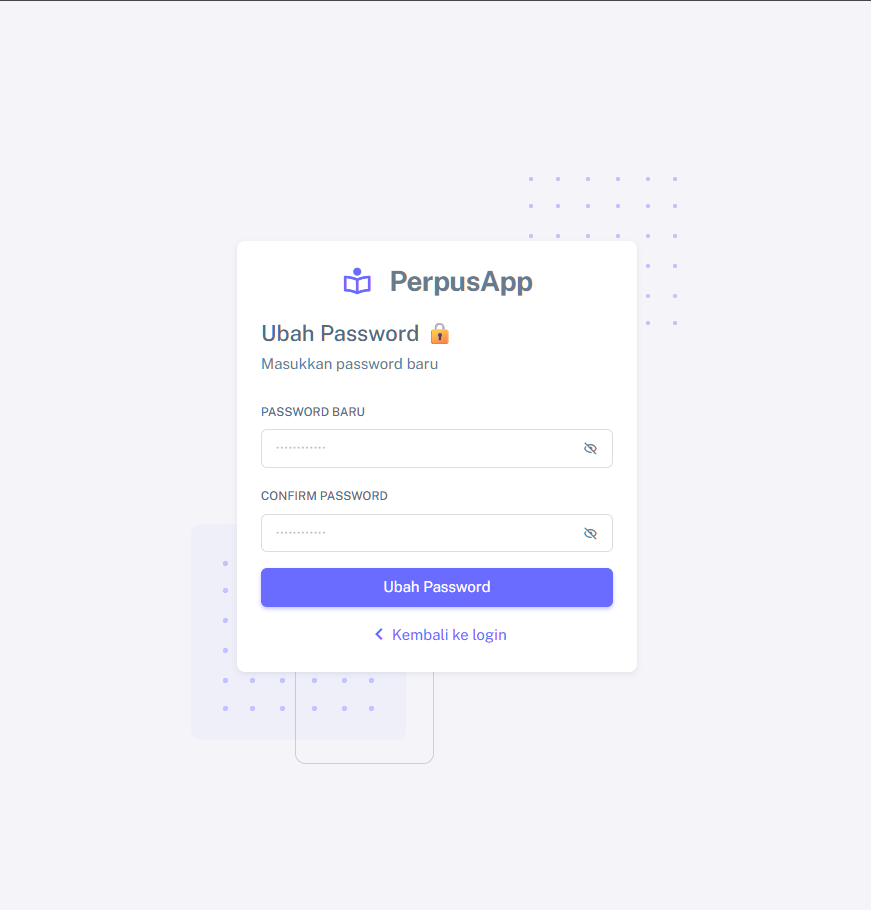 PerpusApp
Ubah Password 🔒
Masukkan password baru
PASSWORD BARU
············
CONFIRM PASSWORD
············
Ubah Password
Kembali ke login